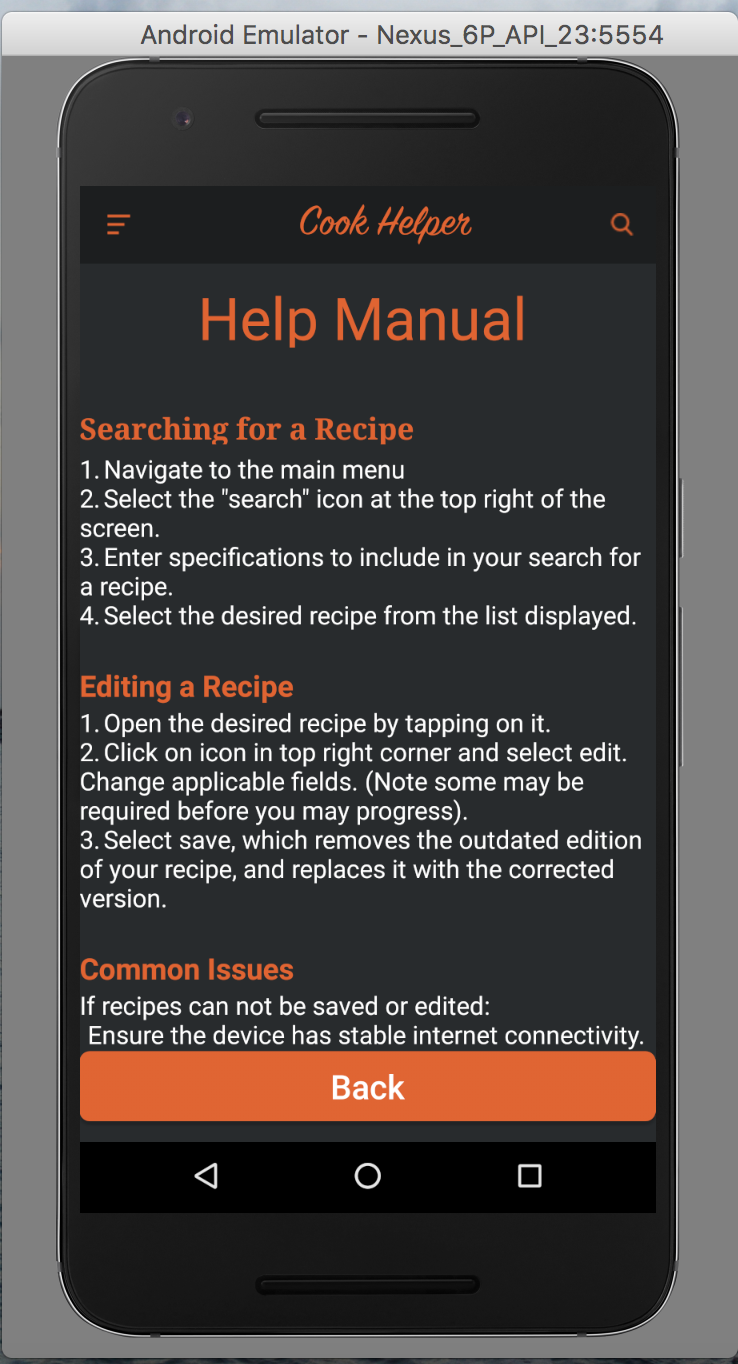 Android Emulator - Nexus_6P_API_23:5554
Cook Helper
Help Manual
Searching for a Recipe
1. Navigate to the main menu
2. Select the "search" icon at the top right of the
screen.
3. Enter specifications to include in your search for
a recipe.
4. Select the desired recipe from the list displayed.
Editing a Recipe
1. Open the desired recipe by tapping on it.
2. Click on icon in top right corner and select edit.
Change applicable fields. (Note some may be
required before you may progress).
3. Select save, which removes the outdated edition
of your recipe, and replaces it with the corrected
version.
Common Issues
If recipes can not be saved or edited:
Ensure the device has stable internet connectivity.
Back